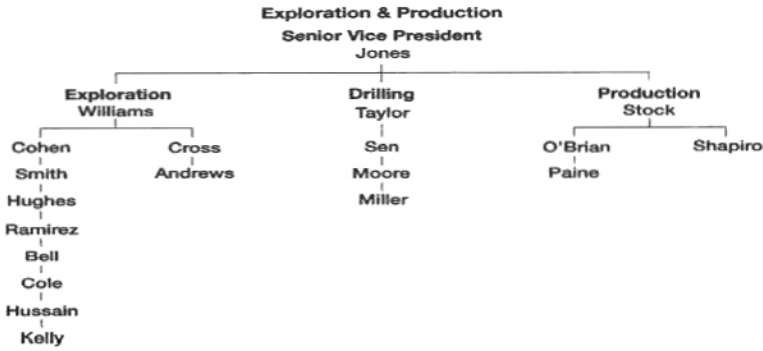 Exploration & Production
Senior Vice President
Jones
Exploration Drilling Production
Williams Taylor Stock
Cohen Cross Sen O'Brian Shapiro
Smith Andrews Moore Paine
Hughes Miller
Ramirez
Bell
Cole
Hussain
Kelly